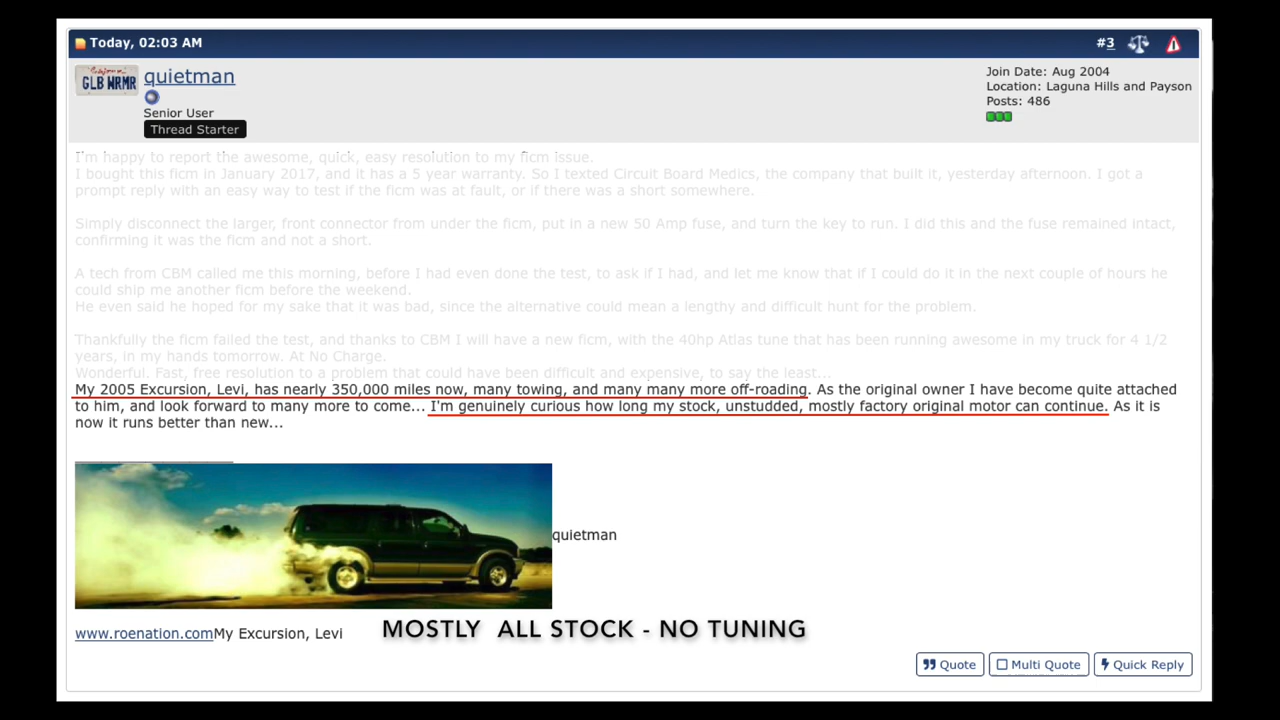 Today, 02:03 AM
#3
GLB WRMR
quietman
Senior User
Thread Starter
Join Date: Aug 2004
Location: Laguna Hills and Payson
Posts: 486
I'm happy to report the awesome, quick, easy resolution to my ficm issue.
I bought this ficm in January 2017, and it has a 5 year warranty. So I texted Circuit Board Medics, the company that built it, yesterday afternoon. I got a
prompt reply with an easy way to test if the ficm was at fault, or if there was a short somewhere.
Simply disconnect the larger, front connector from under the ficm, put in a new 50 Amp fuse, and turn the key to run. I did this and the fuse remained intact,
confirming it was the ficm and not a short.
A tech from CBM called me this morning, before I had even done the test, to ask if I had, and let me know that if I could do it in the next couple of hours he
could ship me another ficm before the weekend.
He even said he hoped for my sake that it was bad, since the alternative could mean a lengthy and difficult hunt for the problem.
Thankfully the ficm failed the test, and thanks to CBM I will have a new ficm, with the 40hp Atlas tune that has been running awesome in my truck for 4 1/2
years, in my hands tomorrow. At No Charge.
Wonderful. Fast, free resolution to a problem that could have been difficult and expensive, to say the least...
My 2005 Excursion, Levi, has nearly 350,000 miles now, many towing, and many many more off-roading. As the original owner I have become quite attached
to him, and look forward to many more to come... I'm genuinely curious how long my stock, unstudded, mostly factory original motor can continue. As it is
now it runs better than new...
quietman
www.roenation.comMy Excursion, Levi
MOSTLY ALL STOCK - NO TUNING
Quote
Multi Quote
Quick Reply